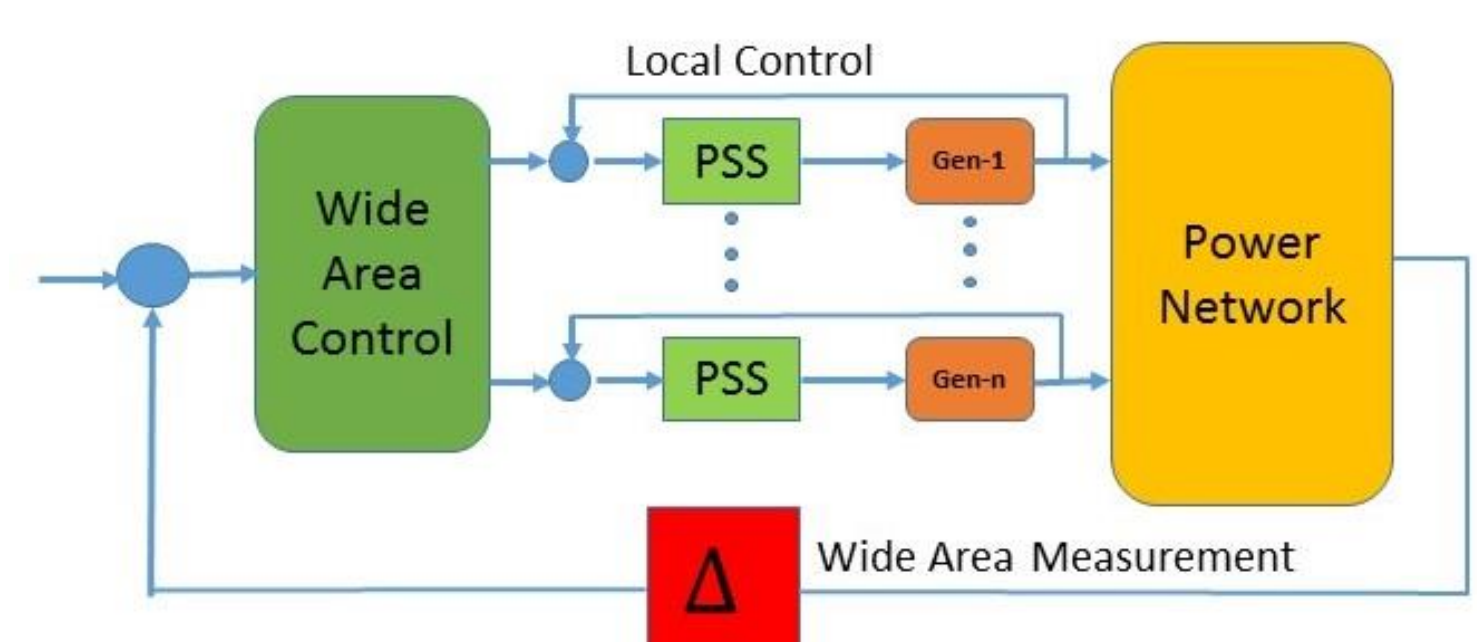 Local Control
Wide
Area
Control
PSS
Gen-1
Power
Network
PSS
Gen-n
Δ
Wide Area Measurement